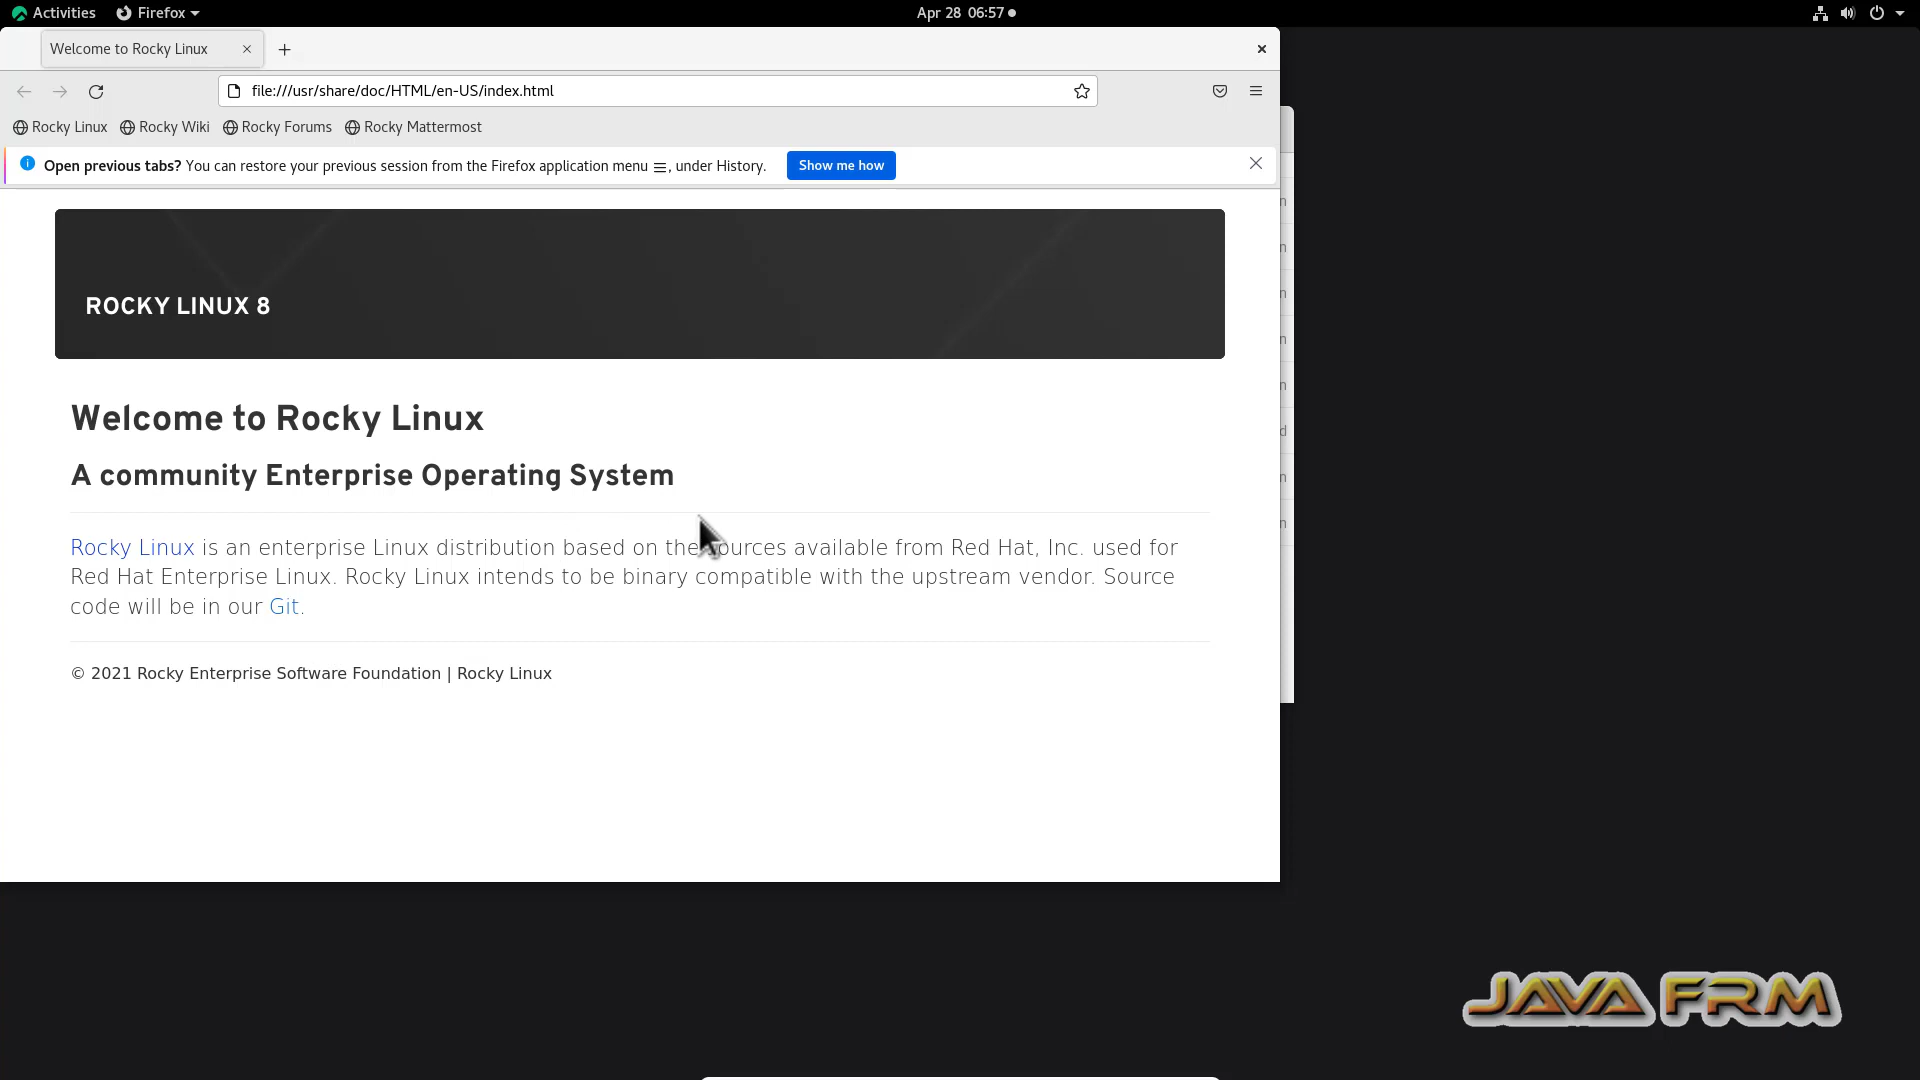 Activities Firefox Apr 28 06:57
Welcome to Rocky Linux
file:///usr/share/doc/HTML/en-US/index.html
Rocky Linux Rocky Wiki Rocky Forums Rocky Mattermost
Open previous tabs? You can restore your previous session from the Firefox application menu ☰, under History. Show me how
n
n
ROCKY LINUX 8
n
n
n
Welcome to Rocky Linux
d
A community Enterprise Operating System
n
n
Rocky Linux is an enterprise Linux distribution based on the sources available from Red Hat, Inc. used for
Red Hat Enterprise Linux. Rocky Linux intends to be binary compatible with the upstream vendor. Source
code will be in our Git.
© 2021 Rocky Enterprise Software Foundation | Rocky Linux
JAVA FRM